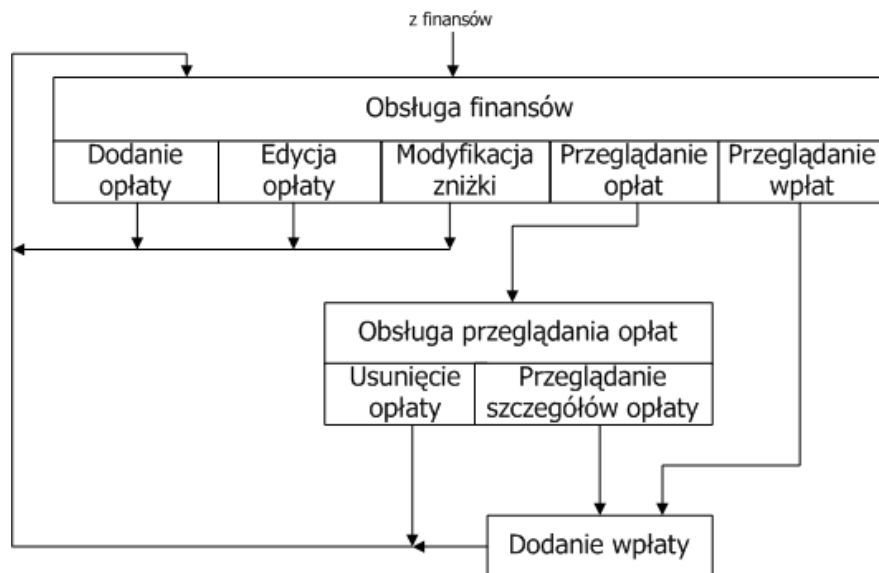 z finansów
Obsługa finansów
Dodanie
opłaty
Edycja
opłaty
Modyfikacja
zniżki
Przeglądanie
opłat
Przeglądanie
wpłat
Obsługa przeglądania opłat
Usunięcie
opłaty
Przeglądanie
szczegółów opłaty
Dodanie wpłaty